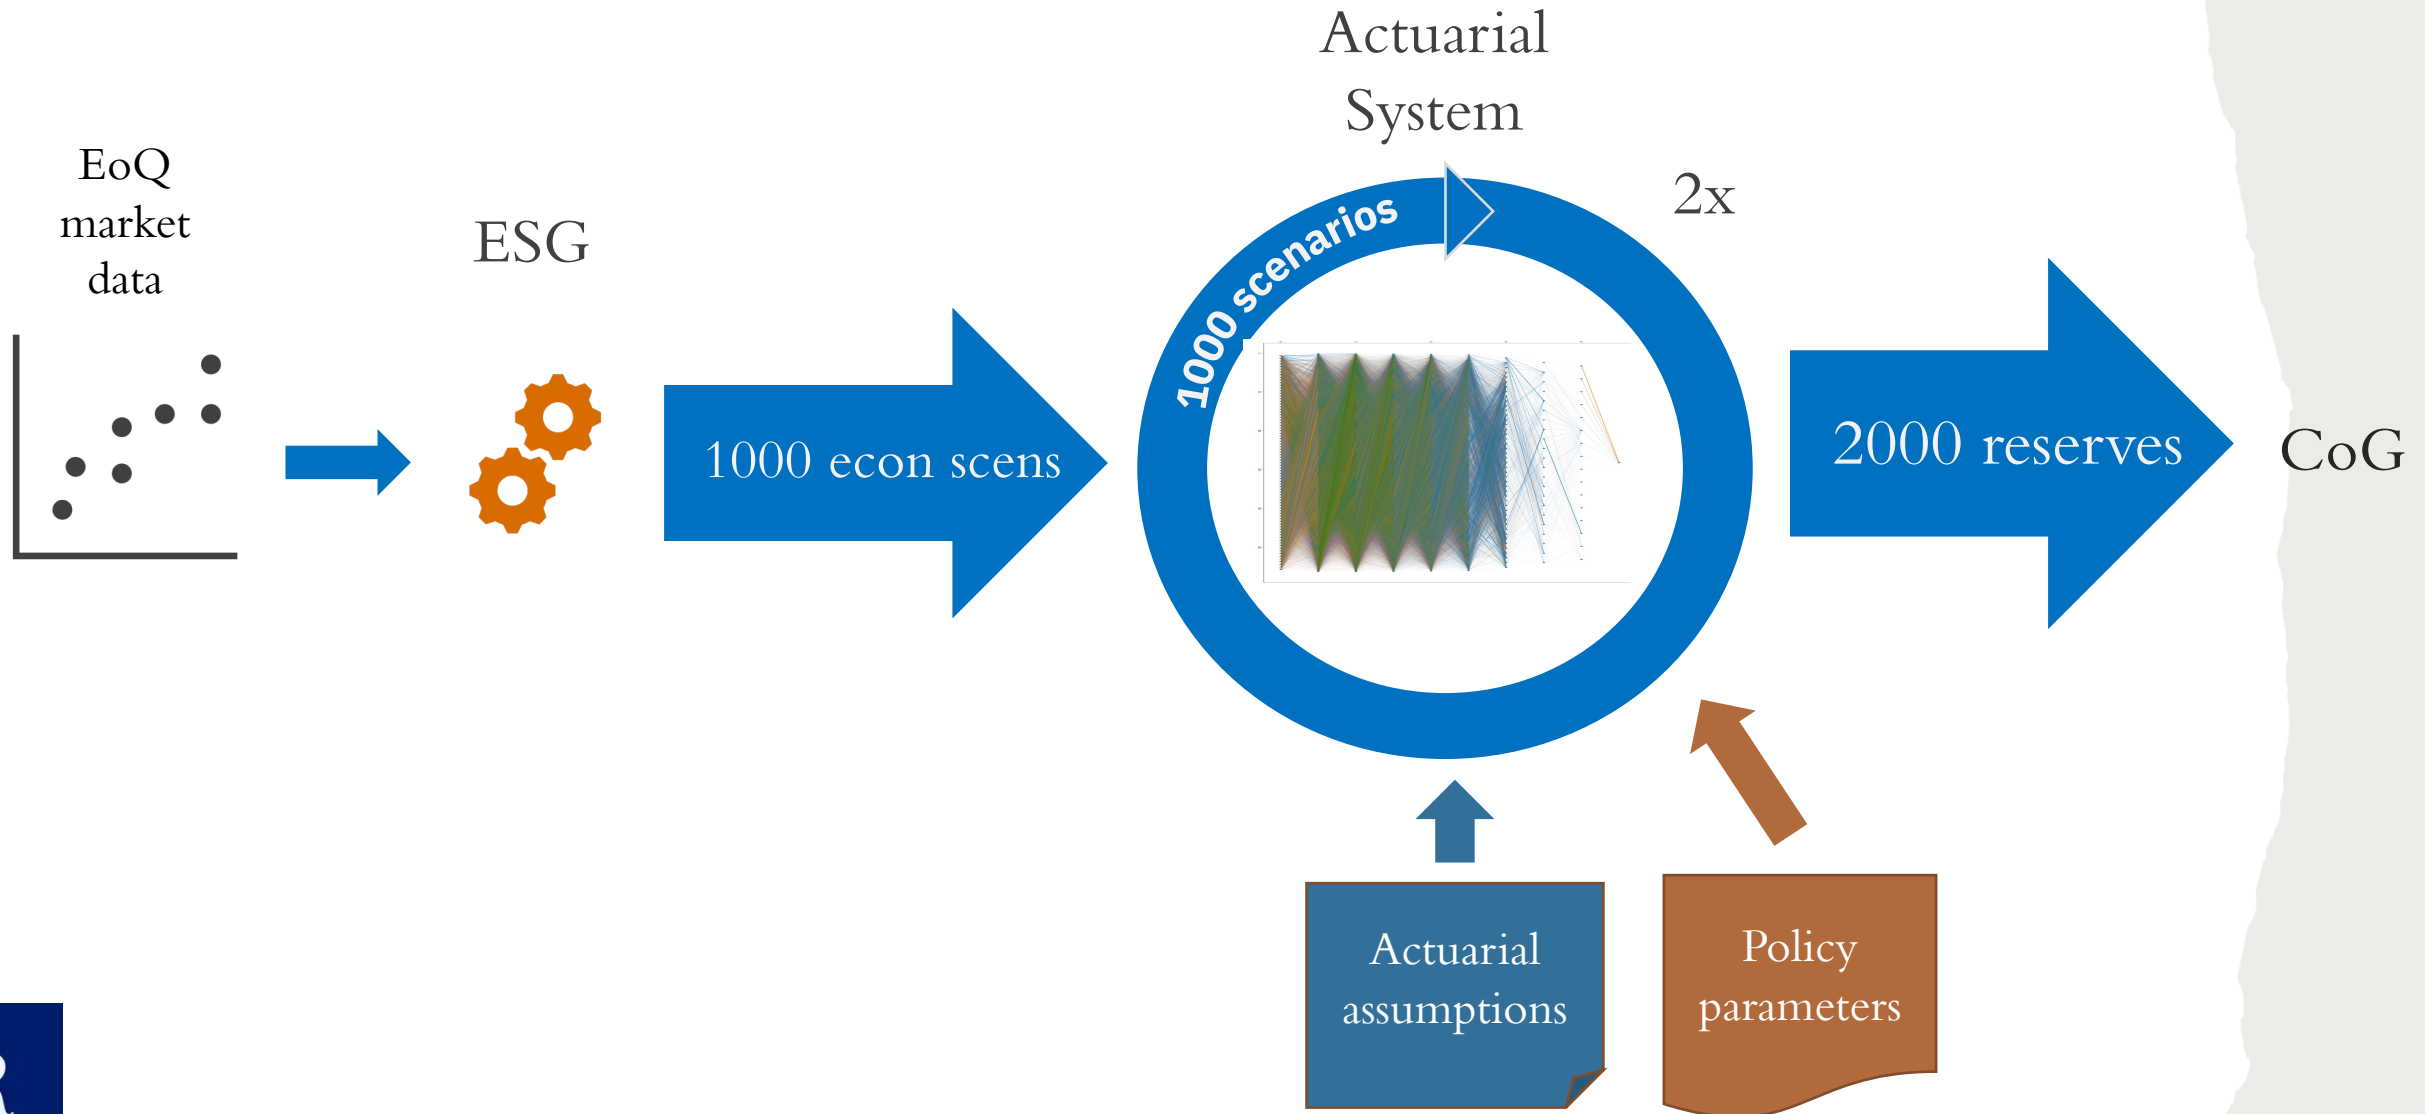 Actuarial
System
EoQ
market
data
ESG
2x
1000 scenarios
1000 econ scens
2000 reserves
CoG
Actuarial
assumptions
Policy
parameters